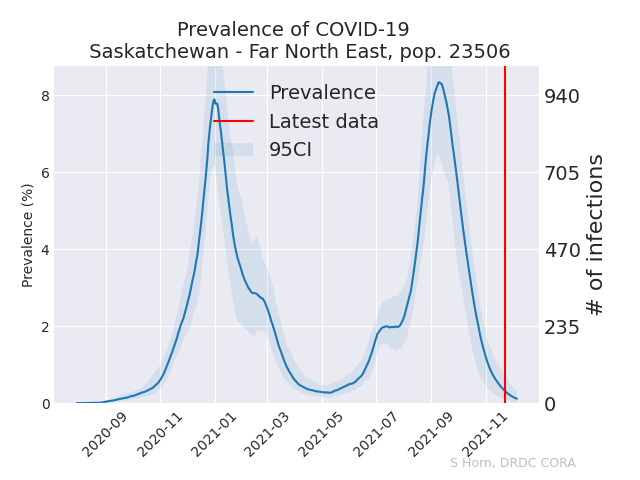 Prevalence of COVID-19
Saskatchewan - Far North East, pop. 23506
Prevalence
Latest data
95CI
Prevalence (%)
8
6
4
2
0
940
705
470
235
0
# of infections
2020-09
2020-11
2021-01
2021-03
2021-05
2021-07
2021-09
2021-11
S Horn, DRDC CORA